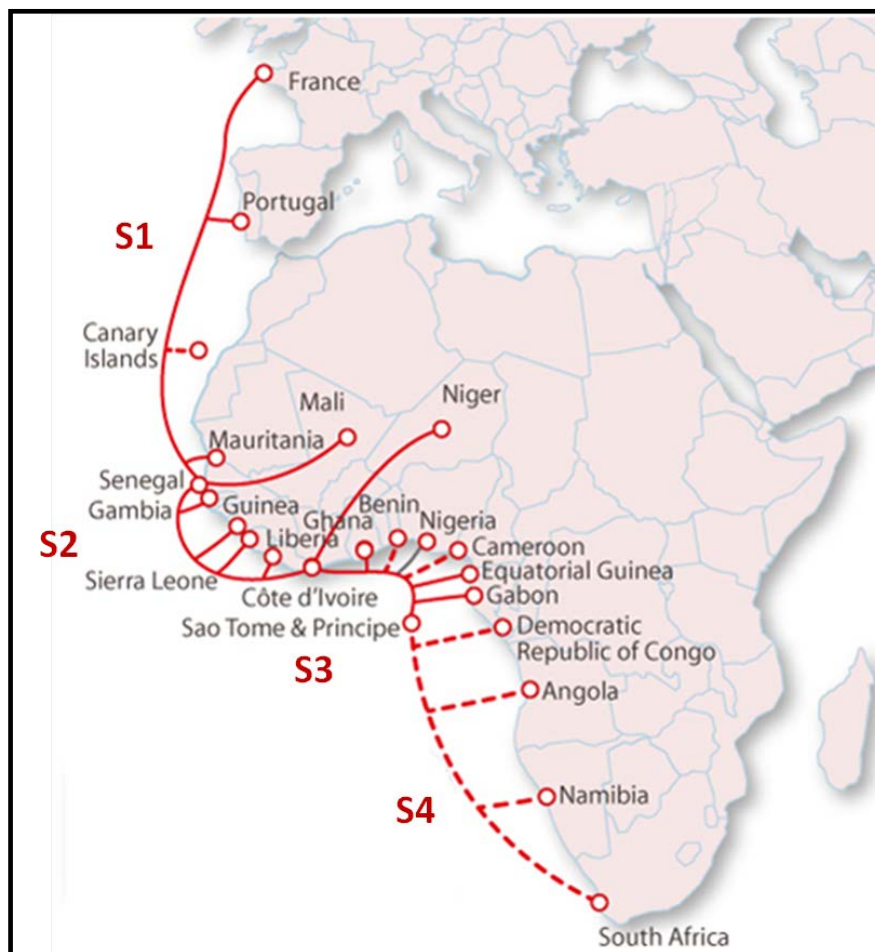 France
Portugal
S1
Canary
Islands
Mali
Niger
Mauritania
Senegal
Gambia
Guinea
Benin
Ghana
Nigeria
S2
Liberia
Cameroon
Sierra Leone
Equatorial Guinea
Côte d'Ivoire
Gabon
Sao Tome & Principe
Democratic
Republic of Congo
S3
Angola
S4
Namibia
South Africa